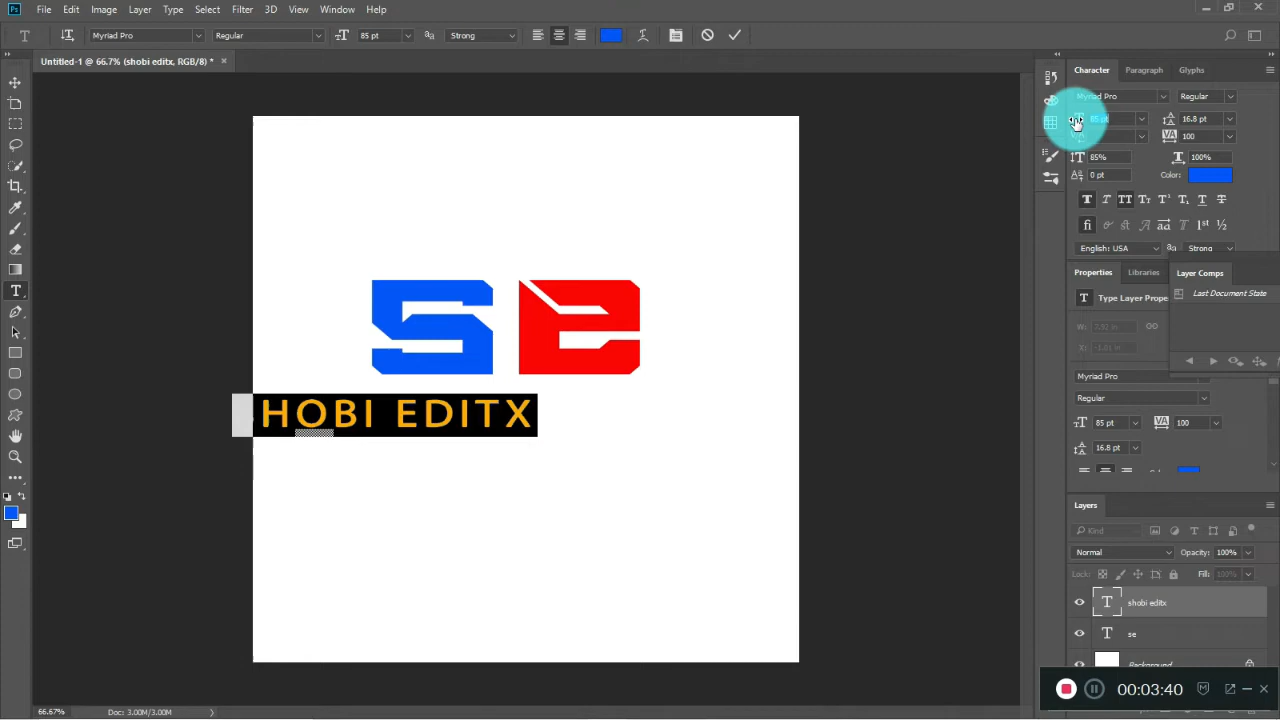 Ps File Edit Image Layer Type Select Filter 3D View Window Help
T Myriad Pro Regular 85 pt Strong
Untitled-1 @ 66.7% (shobi editx, RGB/8) * ×
Character Paragraph Glyphs
Myriad Pro Regular
85 pt 16.8 pt
100
65% 100%
0 pt Color:
English: USA Strong
Properties Libraries Layer Comps
Last Document State
Type Layer Prope
W: X:
Myriad Pro
Regular
85 pt 100
16.8 pt
se
HOBI EDITX
Layers
Kind
Normal Opacity: 100%
Lock: Fill: 100%
shobi editx
se
Background
00:03:40
66.67% Doc: 3.00M/3.00M